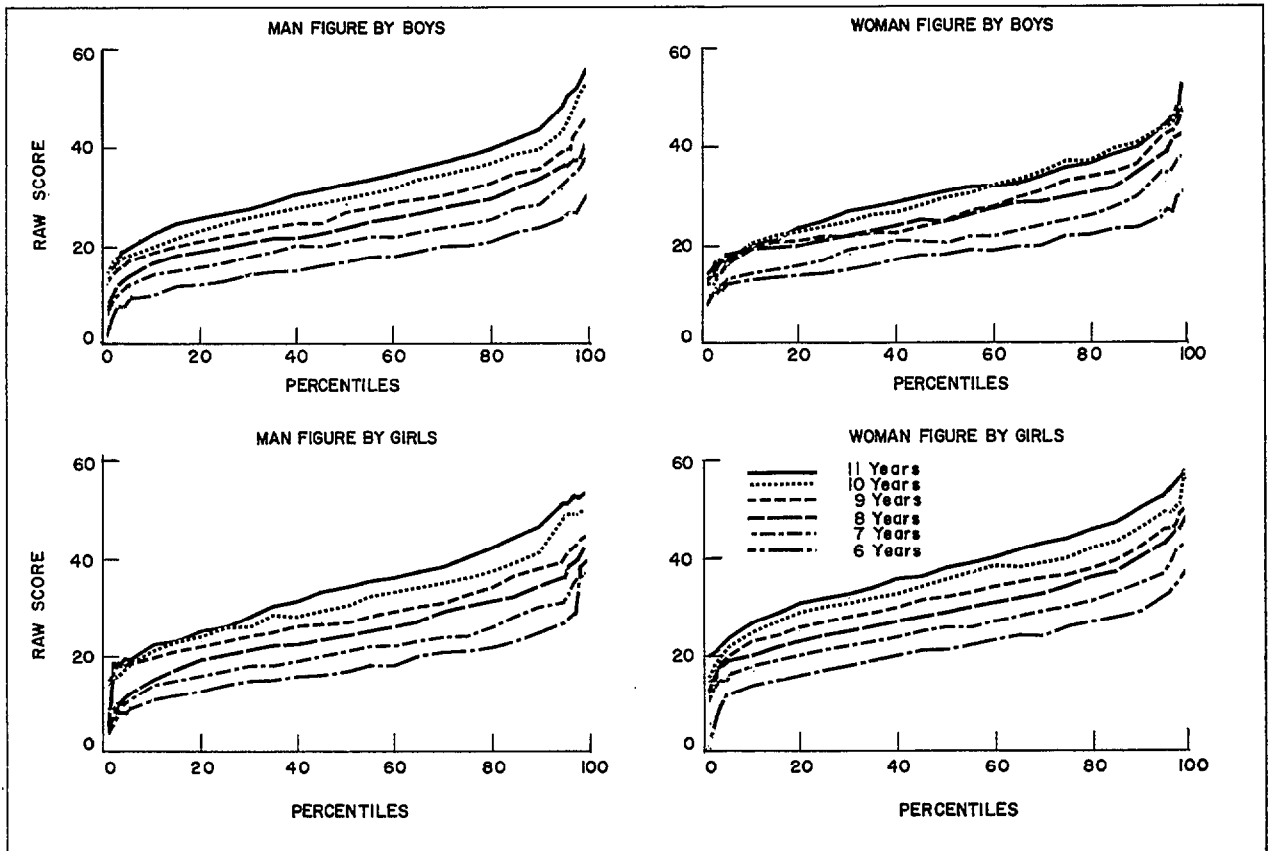 MAN FIGURE BY BOYS
60
40
20
0
RAW SCORE
0 20 40 60 80 100
PERCENTILES
WOMAN FIGURE BY BOYS
60
40
20
0
0 20 40 60 80 100
PERCENTILES
MAN FIGURE BY GIRLS
60
40
20
0
RAW SCORE
0 20 40 60 80 100
PERCENTILES
WOMAN FIGURE BY GIRLS
60
40
20
0
11 Years
10 Years
9 Years
8 Years
7 Years
6 Years
0 20 40 60 80 100
PERCENTILES